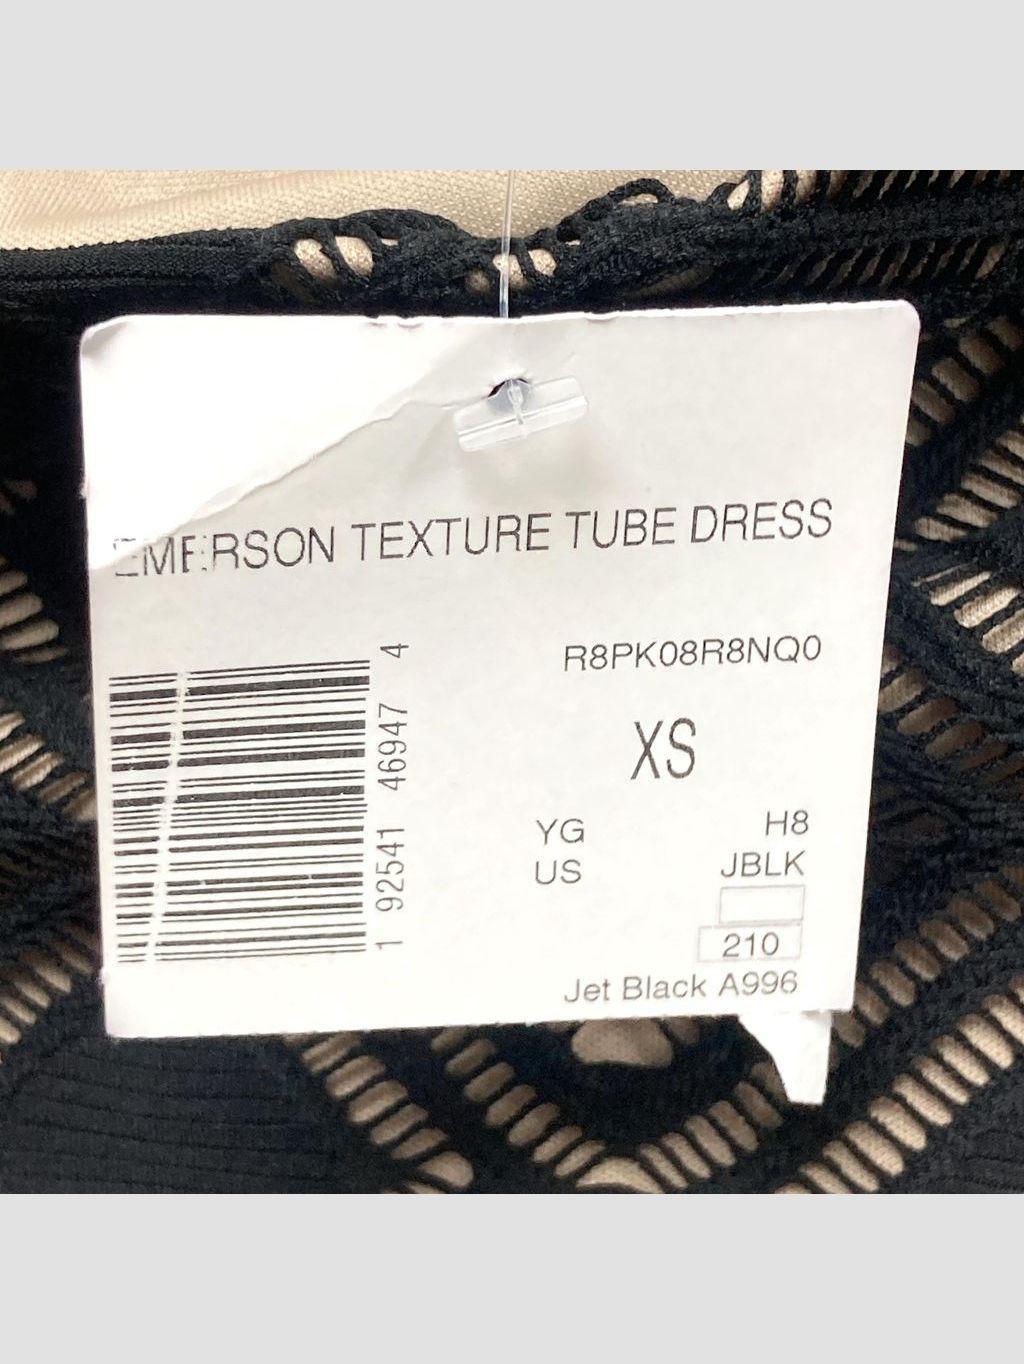 EMERSON TEXTURE TUBE DRESS
R8PK08R8NQ0
1 92541 46947 4
XS
YG H8
US JBLK
210
Jet Black A996